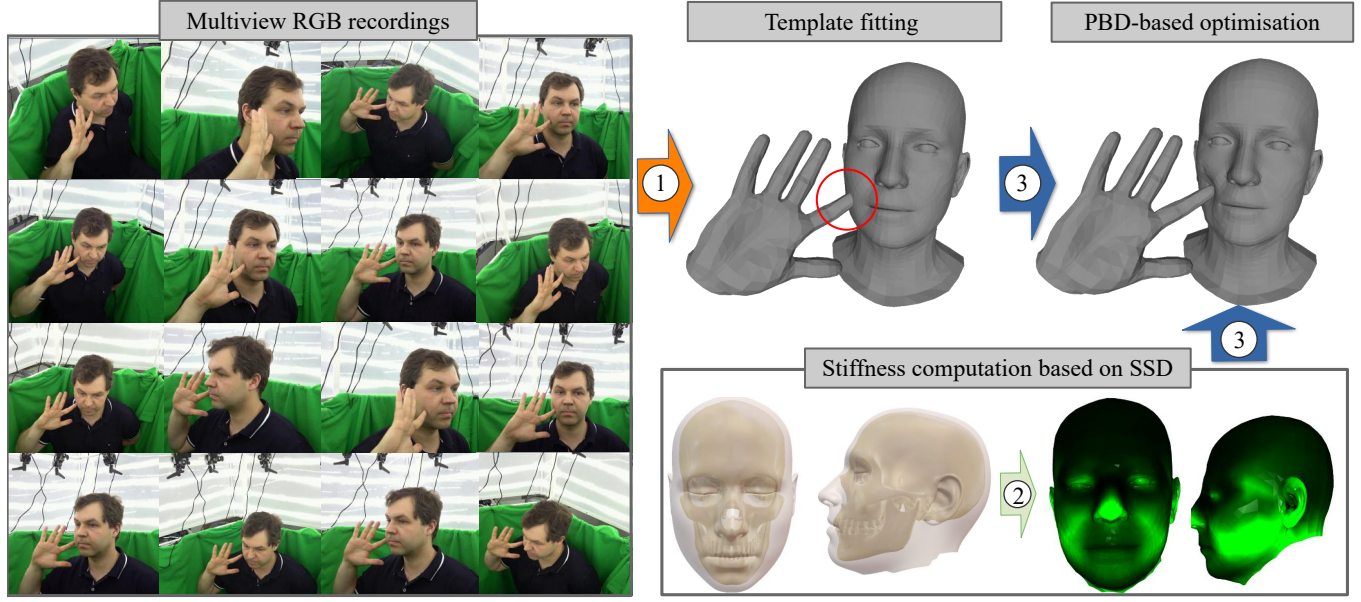 Multiview RGB recordings
Template fitting
PBD-based optimisation
1
3
3
Stiffness computation based on SSD
2